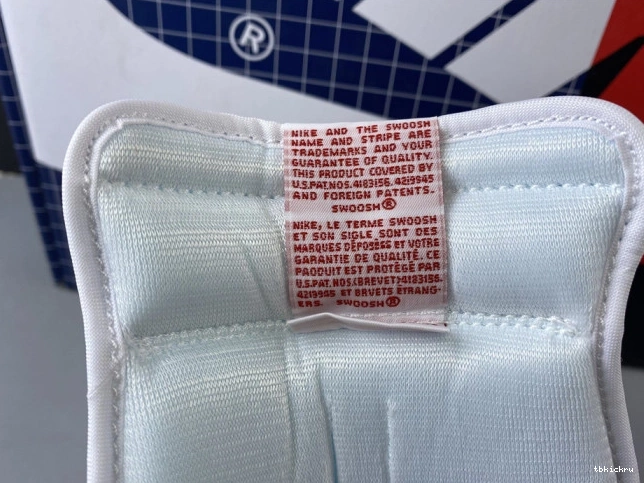 ®
NIKE AND THE SWOOSH
NAME AND STRIPE ARE
TRADEMARKS AND YOUR
GUARANTEE OF QUALITY.
THIS PRODUCT COVERED BY
U.S.PAT.NOS.4183156.4219945
AND FOREIGN PATENTS.
SWOOSH®
NIKE, LE TERME SWOOSH
ET SON SIGLE SONT DES
MARQUES DÉPOSEES ET VOTRE
GARANTIE DE QUALITÉ. CE
PRODUIT EST PROTÉGÉ PAR
U.S.PAT.NOS.(BREVET)4183156.
4219945 ET BRVETS ÉTRANG-
ERS. SWOOSH®
tbkickru